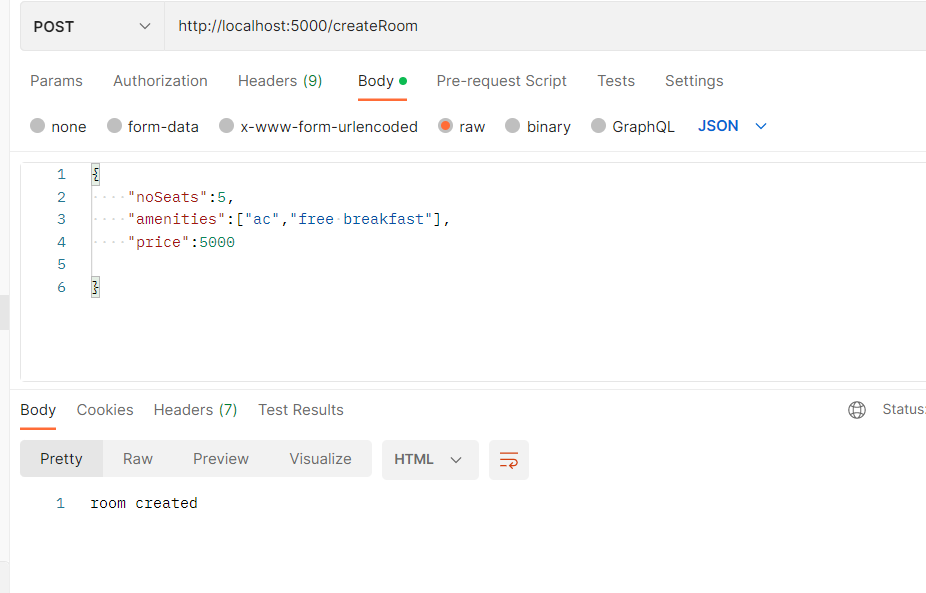 POST http://localhost:5000/createRoom
Params Authorization Headers (9) Body Pre-request Script Tests Settings
none form-data x-www-form-urlencoded raw binary GraphQL JSON
1 {
2 "noSeats":5,
3 "amenities":["ac","free breakfast"],
4 "price":5000
5
6 }
Body Cookies Headers (7) Test Results Status:
Pretty Raw Preview Visualize HTML
1 room created